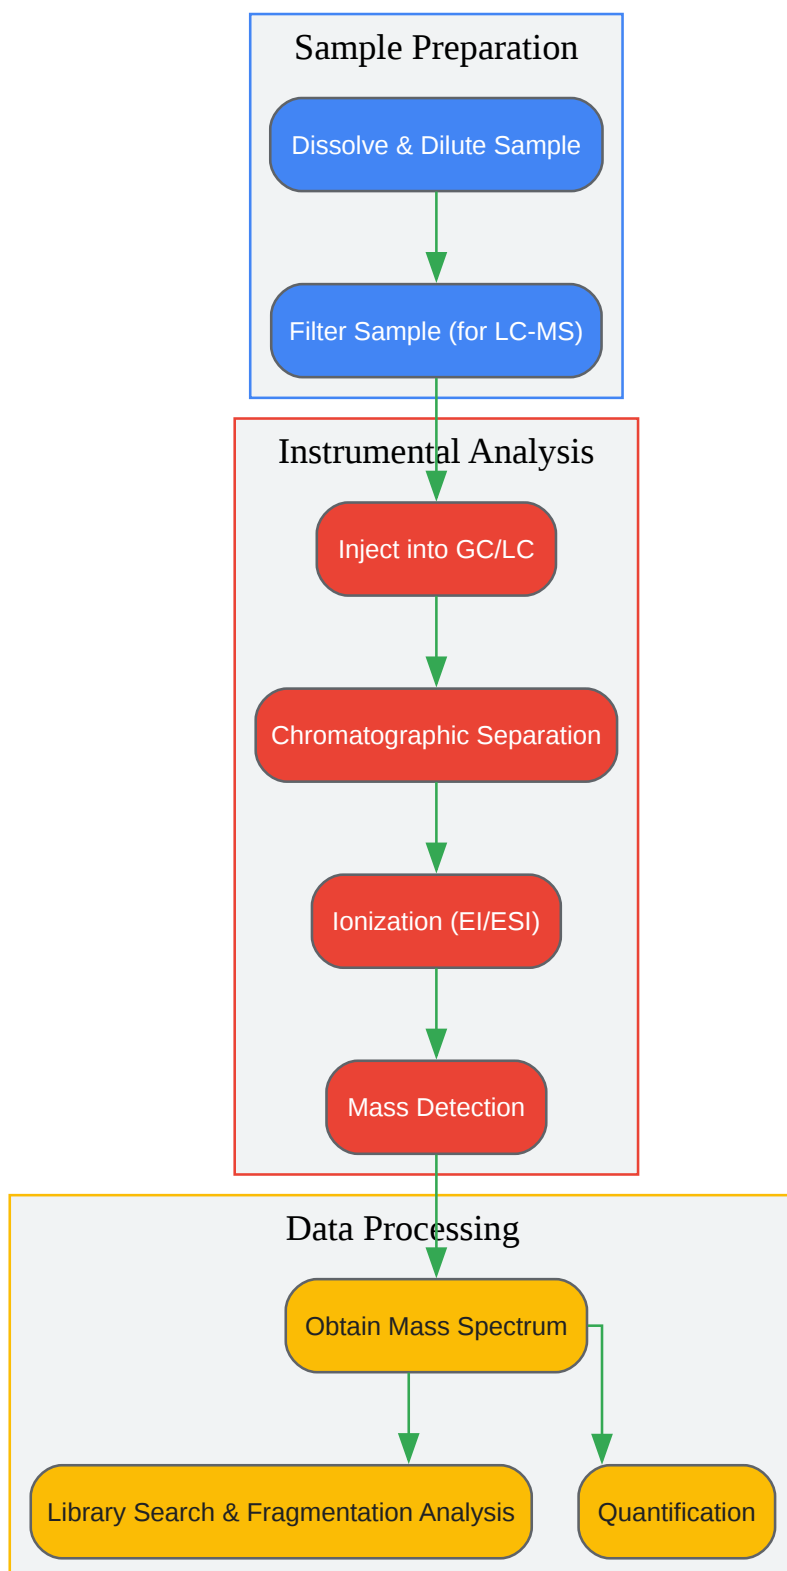 Sample Preparation
Dissolve & Dilute Sample
Filter Sample (for LC-MS)
Instrumental Analysis
Inject into GC/LC
Chromatographic Separation
Ionization (EI/ESI)
Mass Detection
Data Processing
Obtain Mass Spectrum
Library Search & Fragmentation Analysis
Quantification